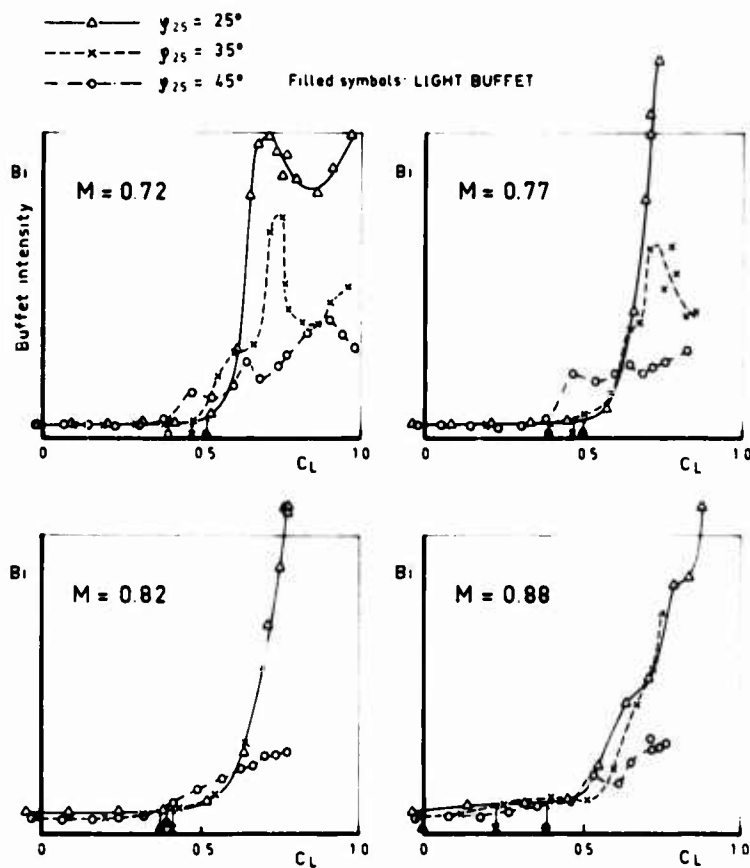 φ25 = 25°
φ25 = 35°
φ25 = 45° Filled symbols: LIGHT BUFFET
BI
M = 0.72
Buffet intensity
0 0.5 1.0
CL
BI
M = 0.77
0 0.5 1.0
CL
BI
M = 0.82
0 0.5 1.0
CL
BI
M = 0.88
0 0.5 1.0
CL